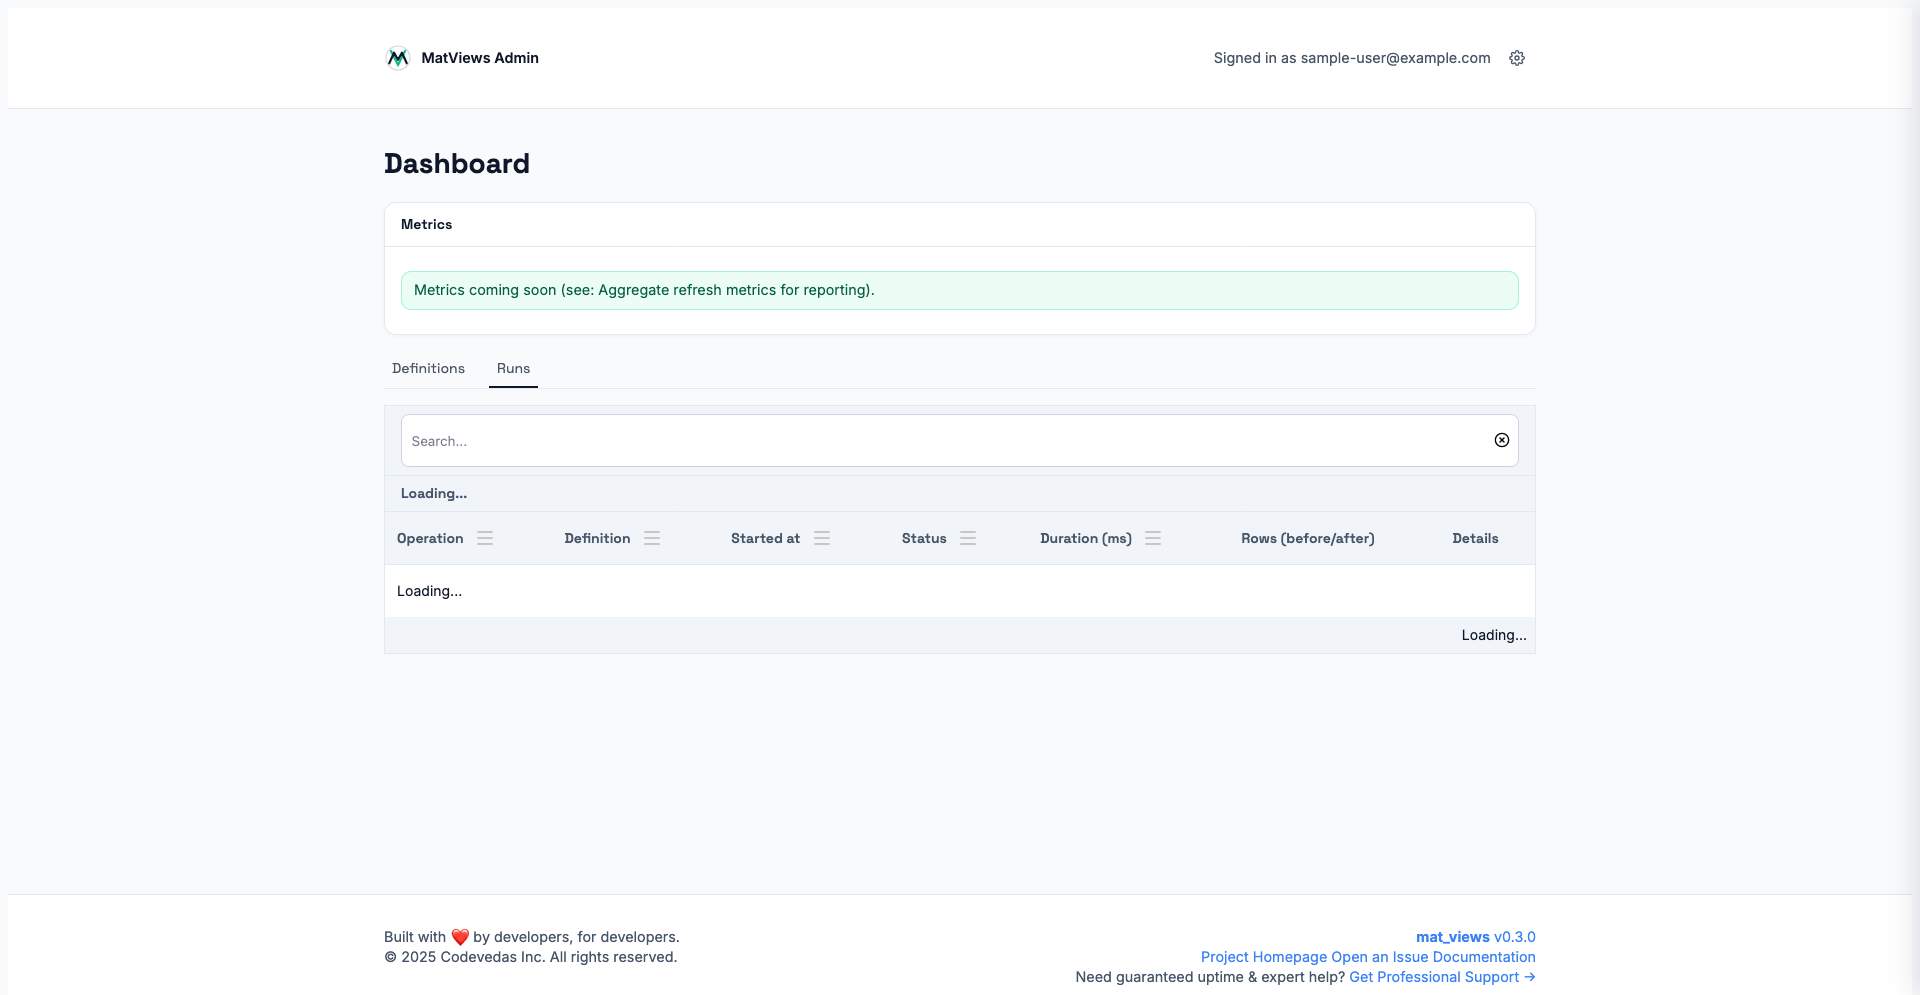 MatViews Admin
Signed in as sample-user@example.com
Dashboard
Metrics
Metrics coming soon (see: Aggregate refresh metrics for reporting).
Definitions Runs
Search...
Loading...
Operation Definition Started at Status Duration (ms) Rows (before/after) Details
Loading...
Loading...
Built with ❤️ by developers, for developers.
© 2025 Codevedas Inc. All rights reserved.
mat_views v0.3.0
Project Homepage Open an Issue Documentation
Need guaranteed uptime & expert help? Get Professional Support →